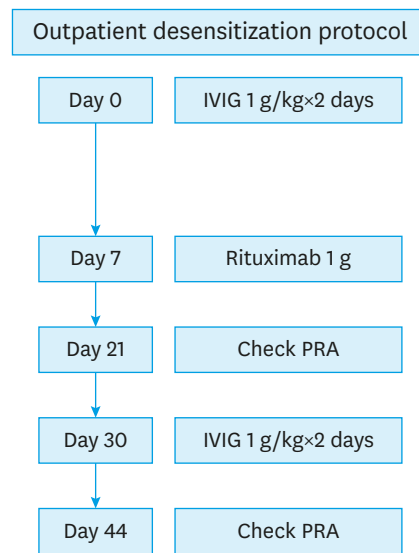 Outpatient desensitization protocol
Day 0 IVIG 1 g/kg×2 days
Day 7 Rituximab 1 g
Day 21 Check PRA
Day 30 IVIG 1 g/kg×2 days
Day 44 Check PRA